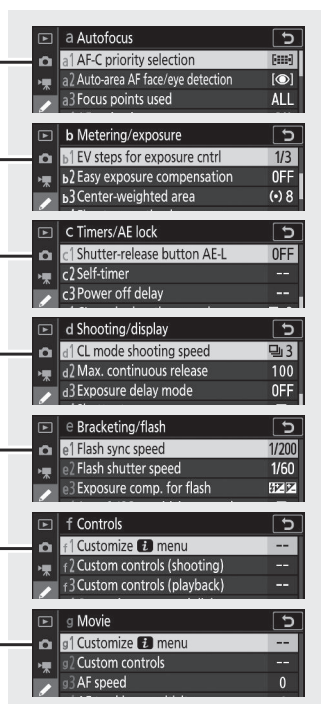 a Autofocus
a1 AF-C priority selection
a2 Auto-area AF face/eye detection
a3 Focus points used ALL
b Metering/exposure
b1 EV steps for exposure cntrl 1/3
b2 Easy exposure compensation OFF
b3 Center-weighted area (•) 8
c Timers/AE lock
c1 Shutter-release button AE-L OFF
c2 Self-timer --
c3 Power off delay --
d Shooting/display
d1 CL mode shooting speed 3
d2 Max. continuous release 100
d3 Exposure delay mode OFF
e Bracketing/flash
e1 Flash sync speed 1/200
e2 Flash shutter speed 1/60
e3 Exposure comp. for flash
f Controls
f1 Customize i menu --
f2 Custom controls (shooting) --
f3 Custom controls (playback) --
g Movie
g1 Customize i menu --
g2 Custom controls --
g3 AF speed 0